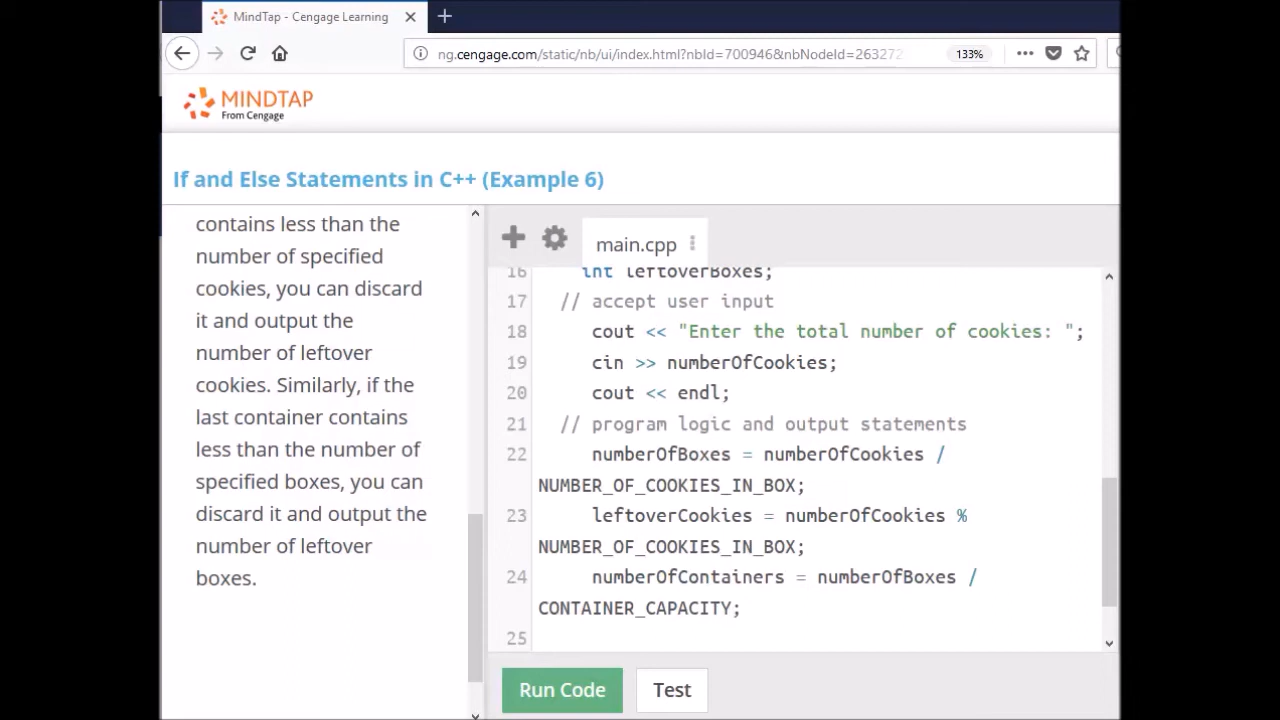 MindTap - Cengage Learning
ng.cengage.com/static/nb/ui/index.html?nbId=700946&nbNodeId=263272
133%
MINDTAP
From Cengage
If and Else Statements in C++ (Example 6)
contains less than the
number of specified
cookies, you can discard
it and output the
number of leftover
cookies. Similarly, if the
last container contains
less than the number of
specified boxes, you can
discard it and output the
number of leftover
boxes.
main.cpp
16 int leftoverBoxes;
17 // accept user input
18 cout << "Enter the total number of cookies: ";
19 cin >> numberOfCookies;
20 cout << endl;
21 // program logic and output statements
22 numberOfBoxes = numberOfCookies /
NUMBER_OF_COOKIES_IN_BOX;
23 leftoverCookies = numberOfCookies %
NUMBER_OF_COOKIES_IN_BOX;
24 numberOfContainers = numberOfBoxes /
CONTAINER_CAPACITY;
25
Run Code
Test